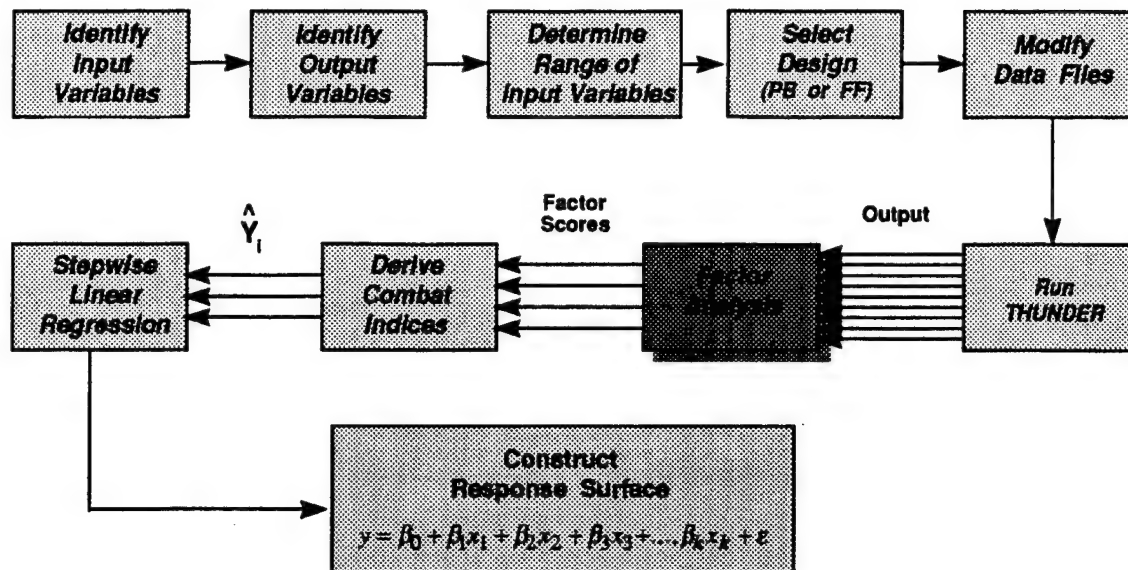 Identify
Input
Variables
Identify
Output
Variables
Determine
Range of
Input Variables
Select
Design
(PB or FF)
Modify
Data Files
Run
THUNDER
Output
Factor
Analysis
Factor
Scores
Derive
Combat
Indices
Ŷᵢ
Stepwise
Linear
Regression
Construct
Response Surface
y = β₀ + β₁x₁ + β₂x₂ + β₃x₃+....βₖxₖ + ε